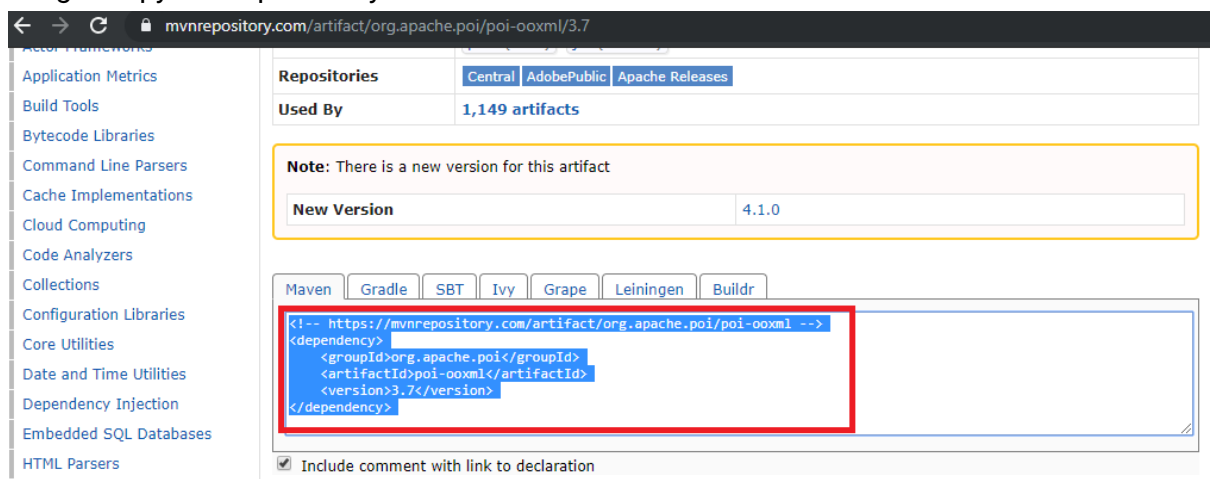 mvnrepository.com/artifact/org.apache.poi/poi-ooxml/3.7
Application Metrics
Build Tools
Bytecode Libraries
Command Line Parsers
Cache Implementations
Cloud Computing
Code Analyzers
Collections
Configuration Libraries
Core Utilities
Date and Time Utilities
Dependency Injection
Embedded SQL Databases
HTML Parsers
Repositories Central AdobePublic Apache Releases
Used By 1,149 artifacts
Note: There is a new version for this artifact
New Version 4.1.0
Maven Gradle SBT Ivy Grape Leiningen Buildr
<!-- https://mvnrepository.com/artifact/org.apache.poi/poi-ooxml -->
<dependency>
    <groupId>org.apache.poi</groupId>
    <artifactId>poi-ooxml</artifactId>
    <version>3.7</version>
</dependency>
Include comment with link to declaration